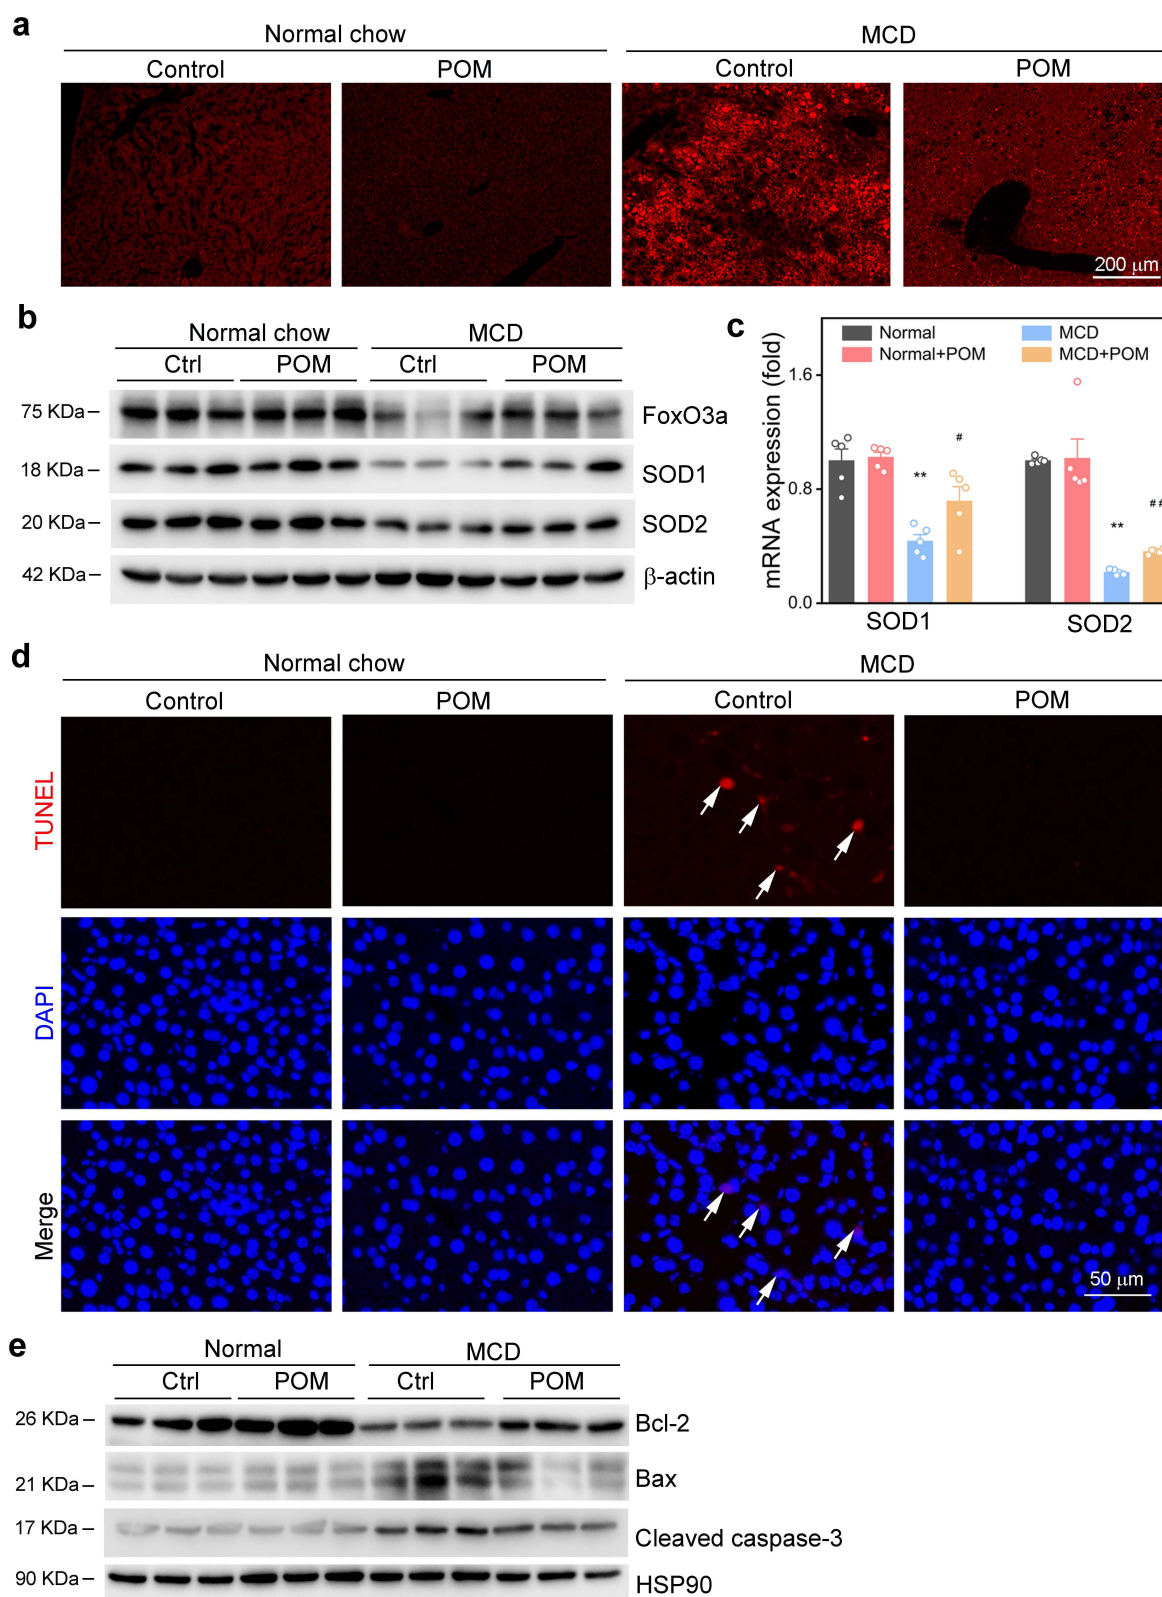 a
Normal chow
MCD
Control
POM
Control
POM
200 μm
b
Normal chow
MCD
Ctrl
POM
Ctrl
POM
75 KDa
FoxO3a
18 KDa
SOD1
20 KDa
SOD2
42 KDa
β-actin
c
mRNA expression (fold)
Normal
MCD
Normal+POM
MCD+POM
1.6
0.8
0.0
**
#
**
##
SOD1
SOD2
d
Normal chow
MCD
Control
POM
Control
POM
TUNEL
DAPI
Merge
50 μm
e
Normal
MCD
Ctrl
POM
Ctrl
POM
26 KDa
Bcl-2
21 KDa
Bax
17 KDa
Cleaved caspase-3
90 KDa
HSP90